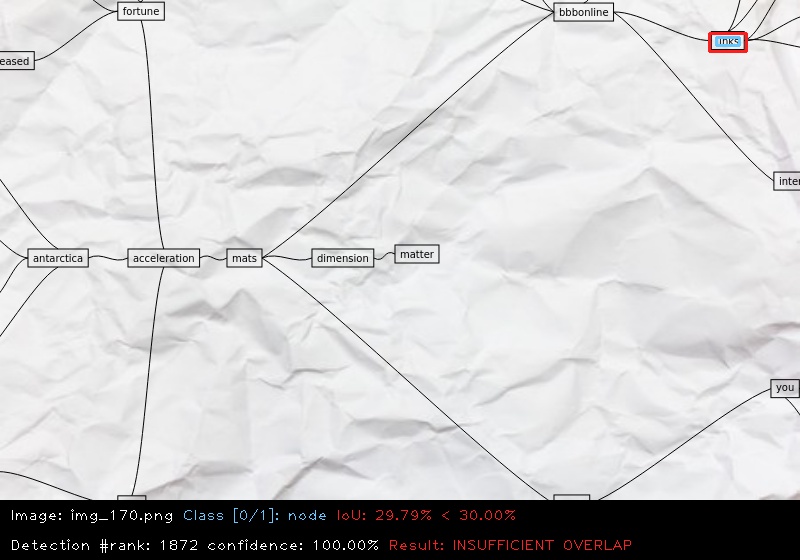 fortune
bbbonline
links
eased
inter
antarctica
acceleration
mats
dimension
matter
you
Image: img_170.png Class [0/1]: node IoU: 29.79% < 30.00%
Detection #rank: 1872 confidence: 100.00% Result: INSUFFICIENT OVERLAP